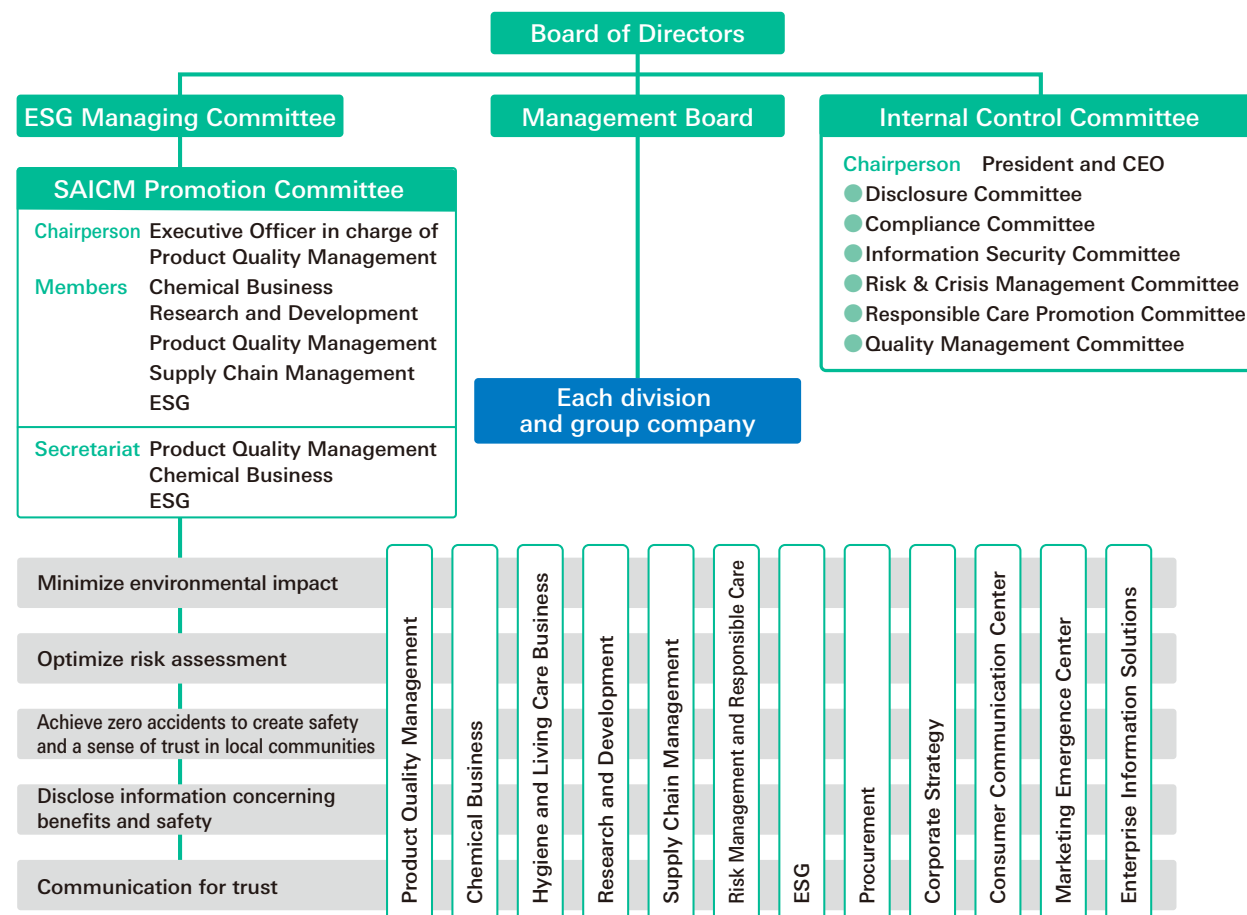 Board of Directors
ESG Managing Committee
Management Board
Internal Control Committee
Chairperson President and CEO
Disclosure Committee
Compliance Committee
Information Security Committee
Risk & Crisis Management Committee
Responsible Care Promotion Committee
Quality Management Committee
SAICM Promotion Committee
Chairperson Executive Officer in charge of
Product Quality Management
Members Chemical Business
Research and Development
Product Quality Management
Supply Chain Management
ESG
Secretariat Product Quality Management
Chemical Business
ESG
Each division
and group company
Minimize environmental impact
Optimize risk assessment
Achieve zero accidents to create safety
and a sense of trust in local communities
Disclose information concerning
benefits and safety
Communication for trust
Product Quality Management
Chemical Business
Hygiene and Living Care Business
Research and Development
Supply Chain Management
Risk Management and Responsible Care
ESG
Procurement
Corporate Strategy
Consumer Communication Center
Marketing Emergence Center
Enterprise Information Solutions